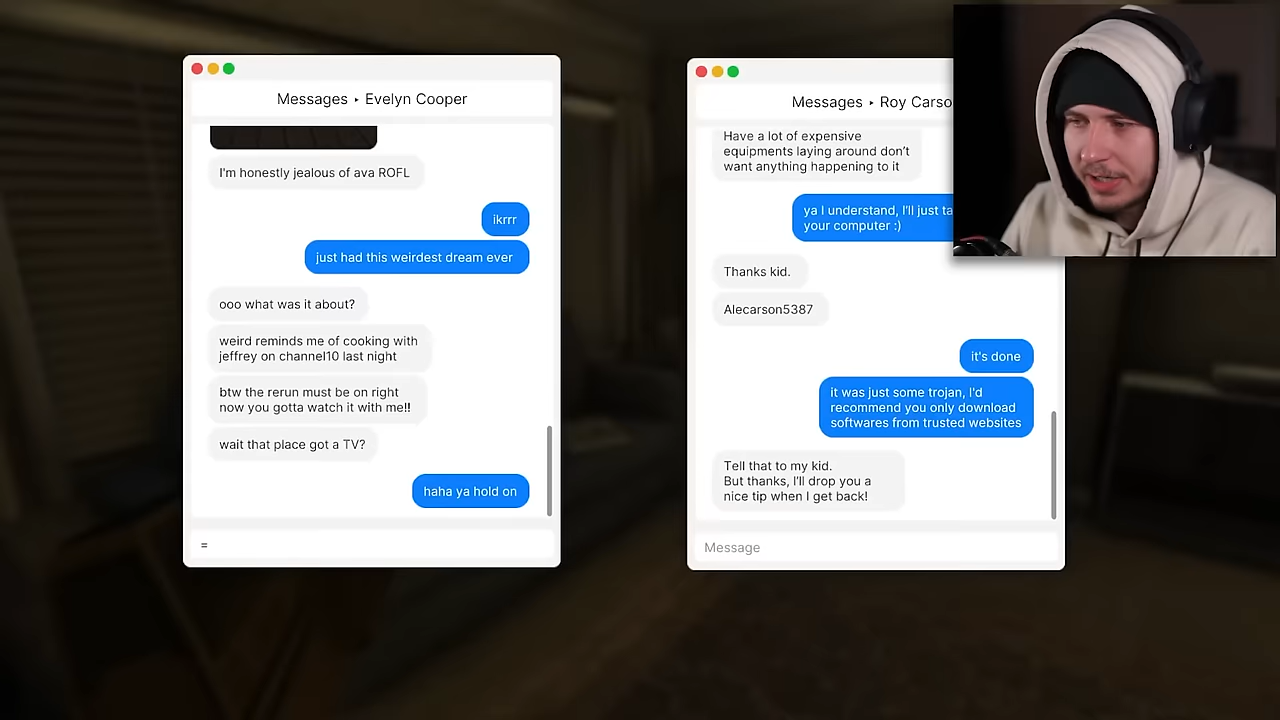 Messages ▸ Evelyn Cooper
I'm honestly jealous of ava ROFL
ikrrr
just had this weirdest dream ever
ooo what was it about?
weird reminds me of cooking with
jeffrey on channel10 last night
btw the rerun must be on right
now you gotta watch it with me!!
wait that place got a TV?
haha ya hold on
=
Messages ▸ Roy Carso
Have a lot of expensive
equipments laying around don't
want anything happening to it
ya I understand, I'll just ta
your computer :)
Thanks kid.
Alecarson5387
it's done
it was just some trojan, I'd
recommend you only download
softwares from trusted websites
Tell that to my kid.
But thanks, I'll drop you a
nice tip when I get back!
Message